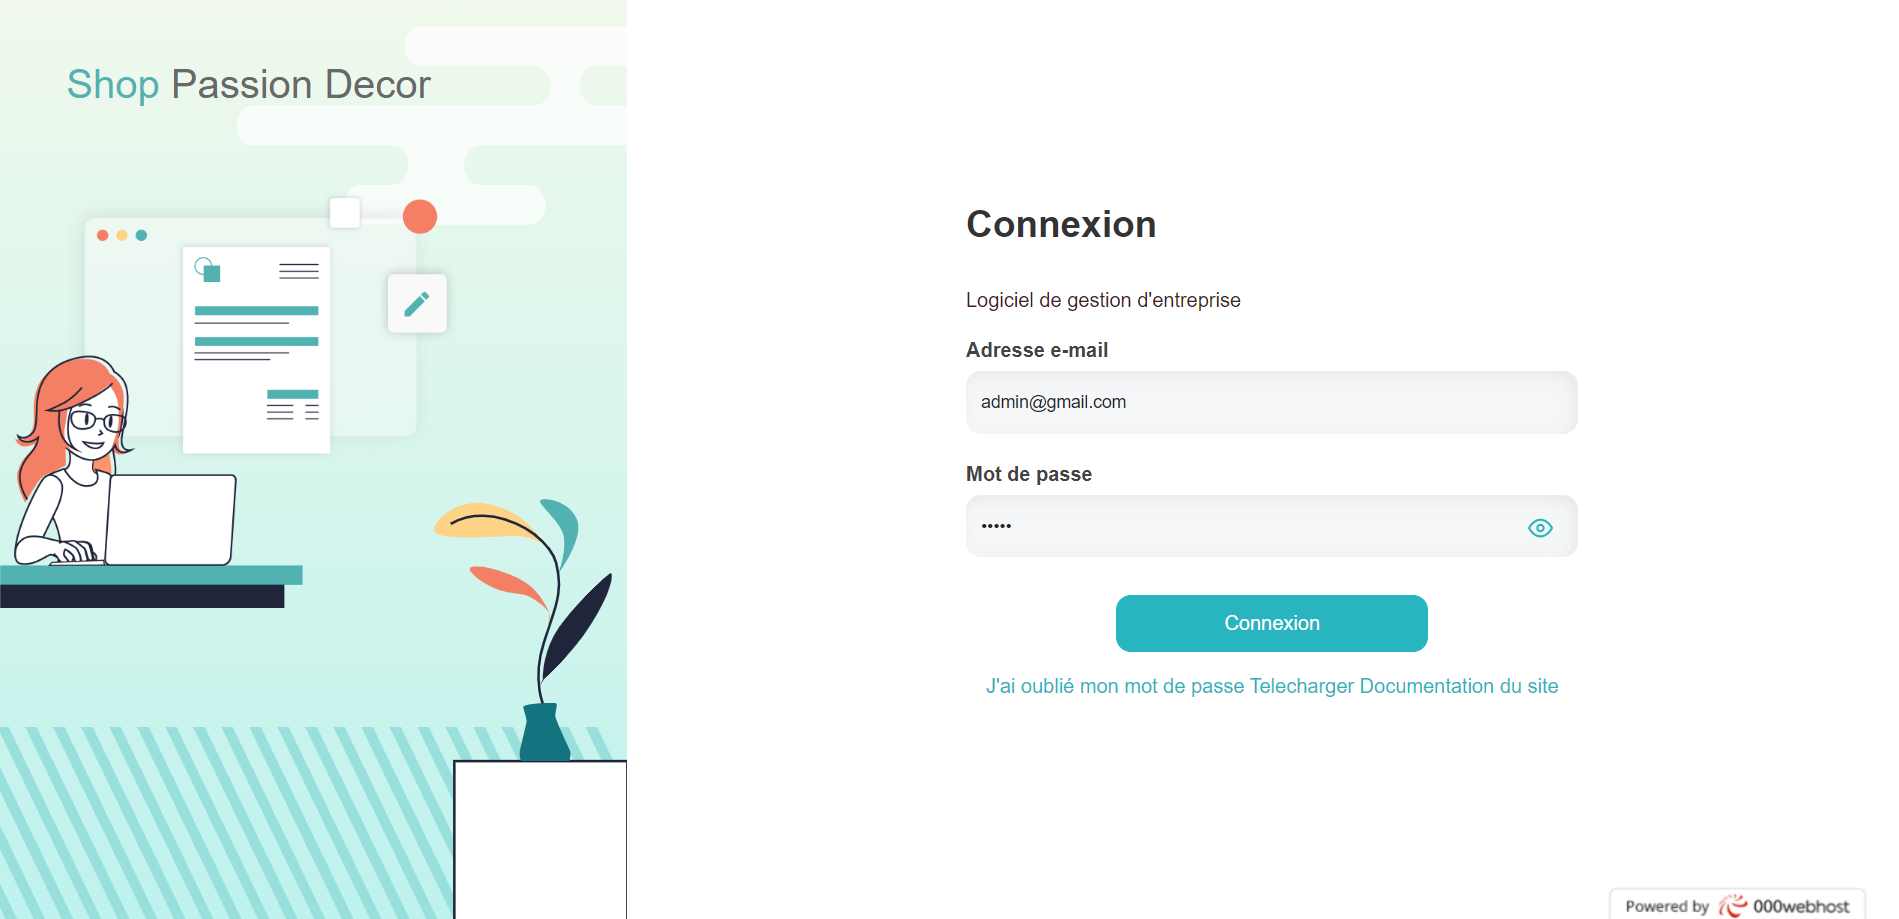 Shop Passion Decor
Connexion
Logiciel de gestion d'entreprise
Adresse e-mail
admin@gmail.com
Mot de passe
•••••
Connexion
J'ai oublié mon mot de passe Telecharger Documentation du site
Powered by 000webhost